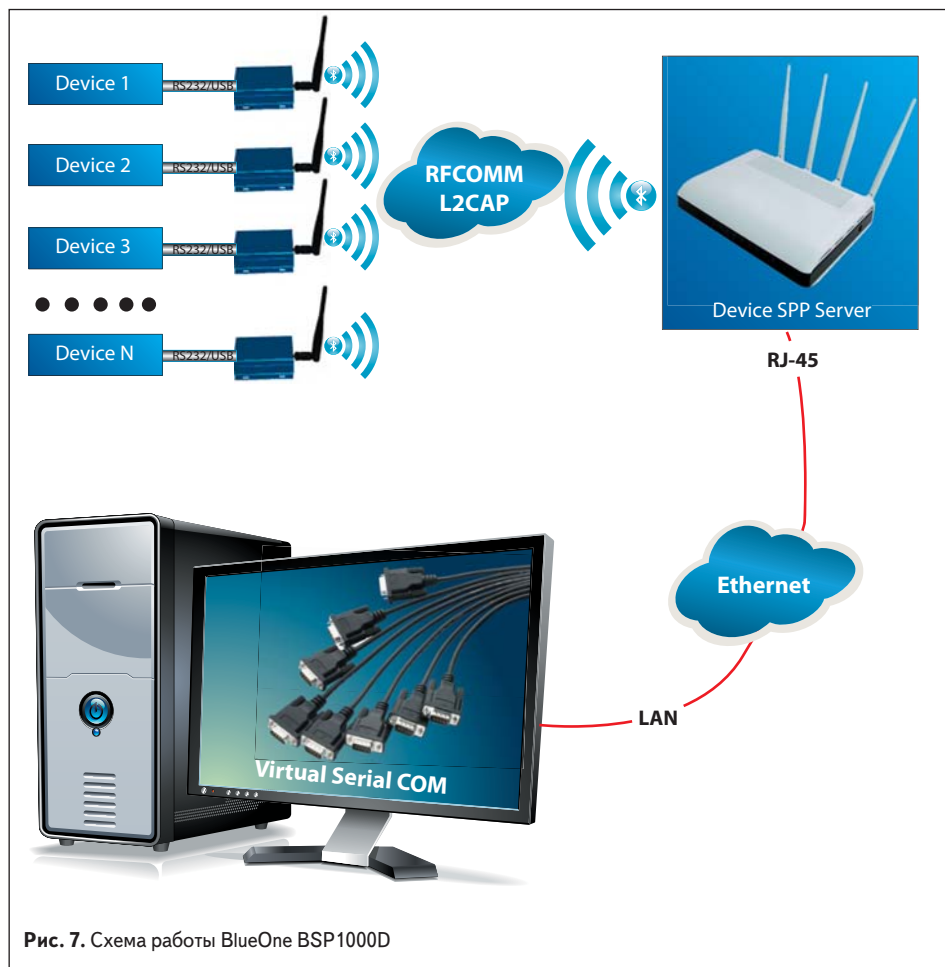 Device 1
RS232/USB
Device 2
RS232/USB
Device 3
RS232/USB
Device N
RS232/USB
RFCOMM
L2CAP
Device SPP Server
RJ-45
Ethernet
LAN
Virtual Serial COM
Рис. 7. Схема работы BlueOne BSP1000D